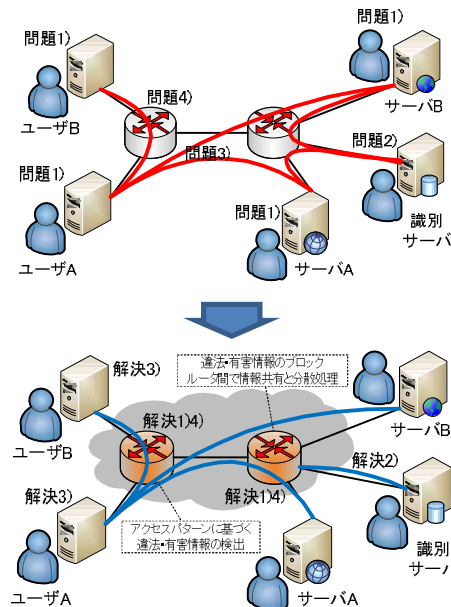 問題1)
問題1)
ユーザB
問題4)
サーバB
問題1)
問題3)
問題2)
問題1)
ユーザA
サーバA
識別
サーバ
違法・有害情報のブロック
ルータ間で情報共有と分散処理
解決3)
ユーザB
解決1)4)
サーバB
解決3)
解決1)4)
解決2)
アクセスパターンに基づく
違法・有害情報の検出
ユーザA
サーバA
識別
サーバ